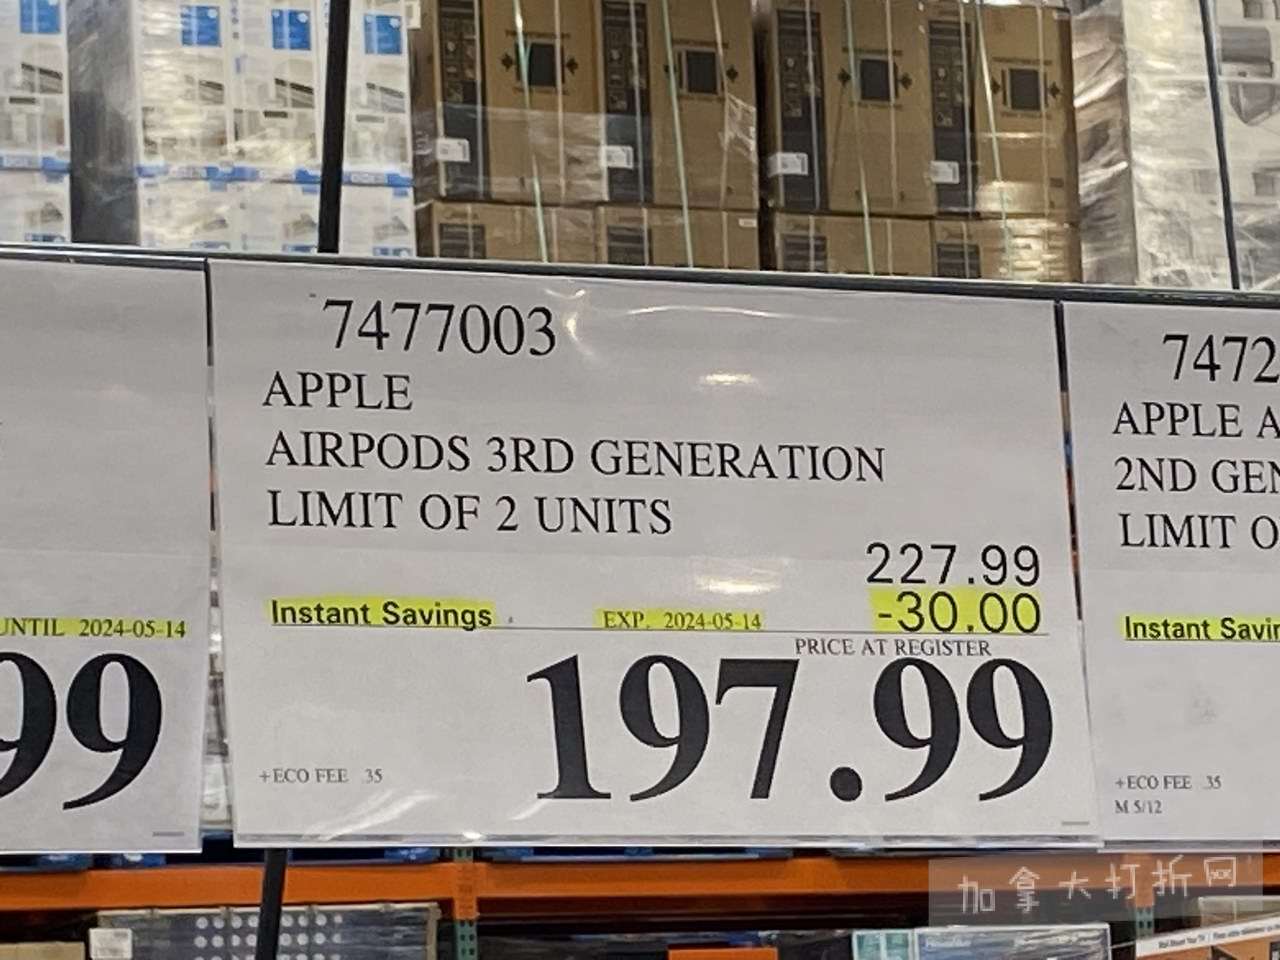 7477003
APPLE
AIRPODS 3RD GENERATION
LIMIT OF 2 UNITS
227.99
Instant Savings EXP. 2024-05-14 -30.00
PRICE AT REGISTER
197.99
+ECO FEE 35
UNTIL 2024-05-14
99
7472
APPLE A
2ND GEN
LIMIT O
Instant Savin
+ECO FEE 35
M 5/12
加拿大打折网